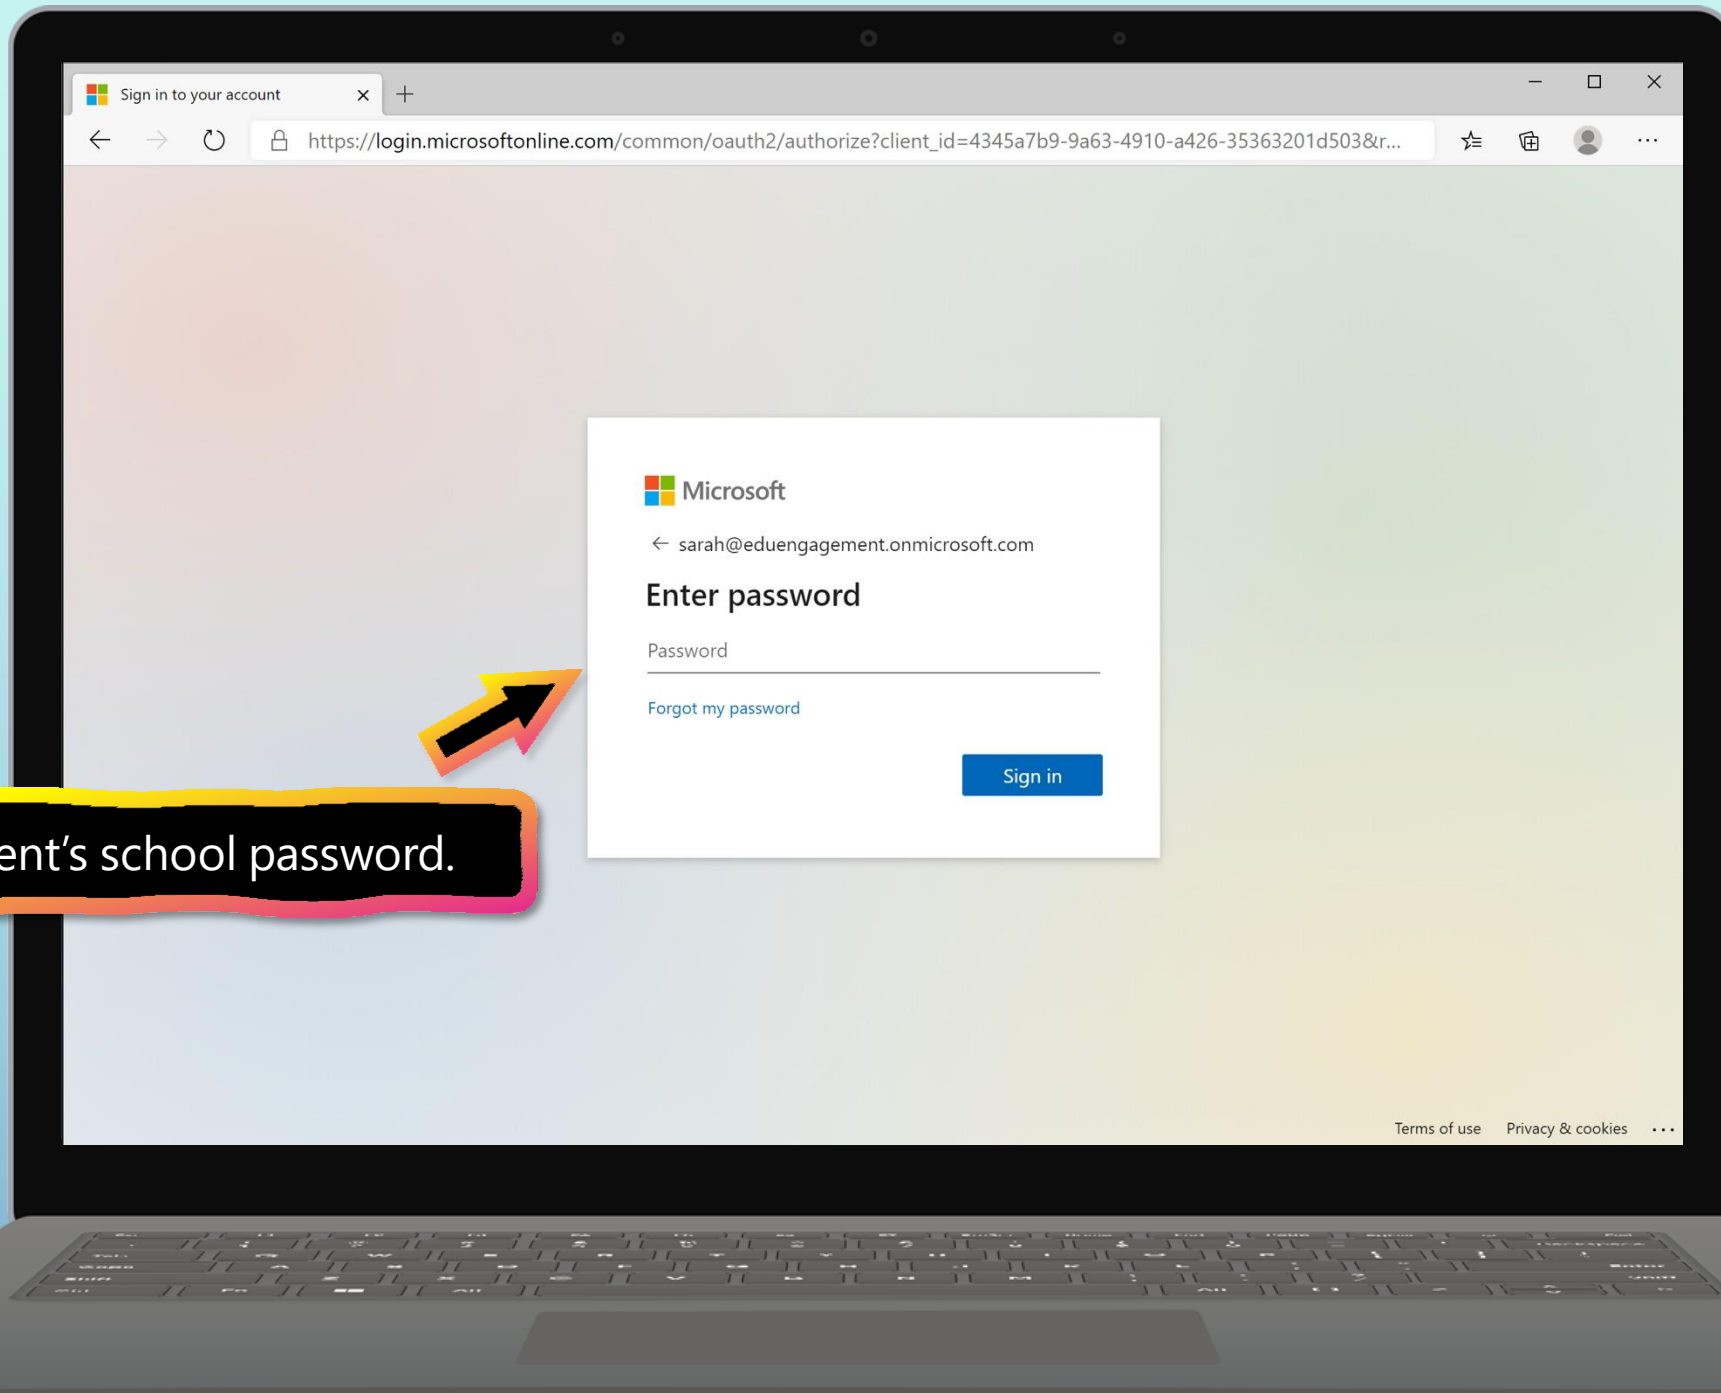 Sign in to your account
https://login.microsoftonline.com/common/oauth2/authorize?client_id=4345a7b9-9a63-4910-a426-35363201d503&r...
Microsoft
sarah@eduengagement.onmicrosoft.com
Enter password
Password
Forgot my password
Sign in
ent’s school password.
Terms of use Privacy & cookies